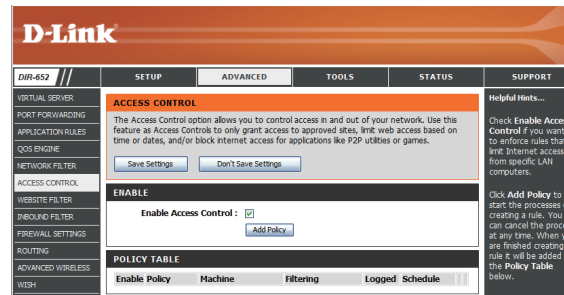 D-Link
DIR-652
SETUP
ADVANCED
TOOLS
STATUS
SUPPORT
VIRTUAL SERVER
PORT FORWARDING
APPLICATION RULES
QOS ENGINE
NETWORK FILTER
ACCESS CONTROL
WEBSITE FILTER
INBOUND FILTER
FIREWALL SETTINGS
ROUTING
ADVANCED WIRELESS
WISH
ACCESS CONTROL
The Access Control option allows you to control access in and out of your network. Use this
feature as Access Controls to only grant access to approved sites, limit web access based on
time or dates, and/or block internet access for applications like P2P utilities or games.
Save Settings
Don't Save Settings
ENABLE
Enable Access Control :
Add Policy
POLICY TABLE
Enable Policy Machine Filtering Logged Schedule
Helpful Hints...
Check Enable
Control if you want
to enforce rules
limit Internet access
from specific LAN
computers.
Click Add Policy to
start the processes
creating a rule. You
can cancel the
at any time. When
are finished creating
rule it will be added
the Policy Table
below.